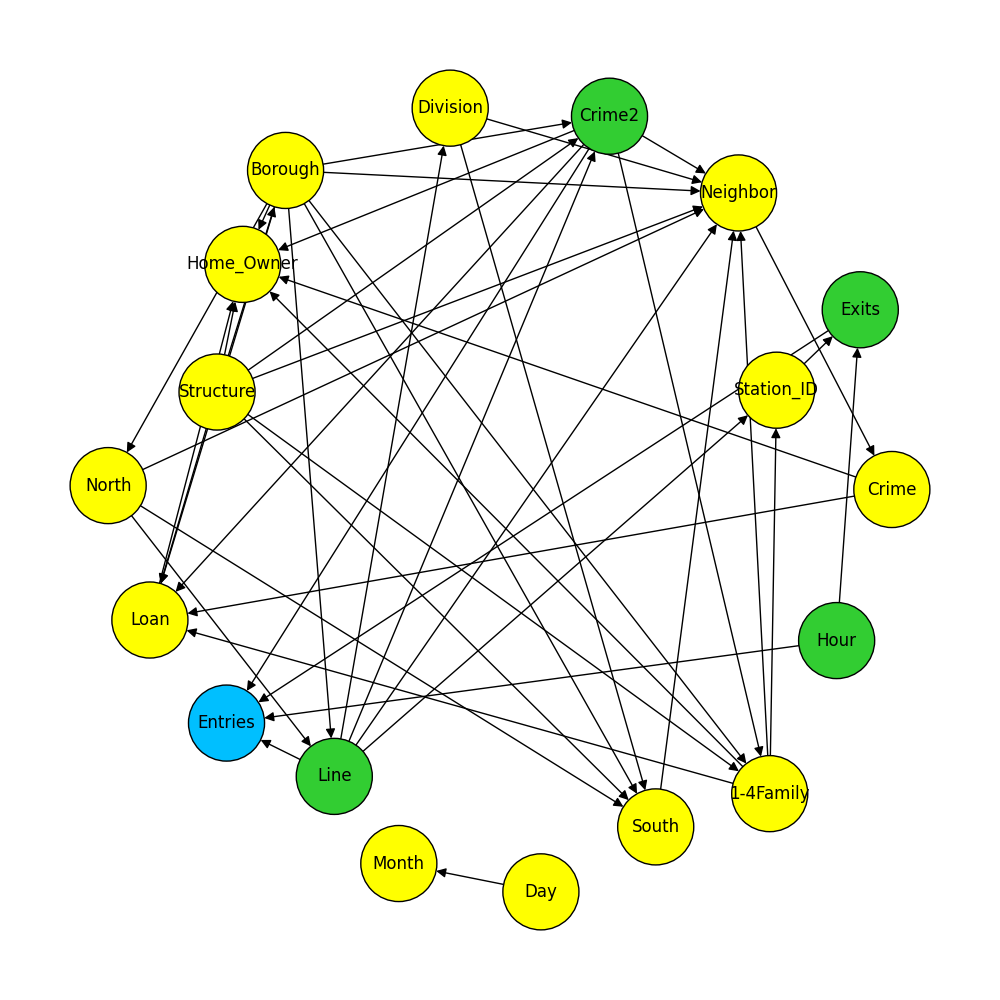 Division
Crime2
Borough
Neighbor
Home_Owner
Exits
Structure
Station_ID
North
Crime
Loan
Hour
Entries
Line
1-4Family
South
Month
Day